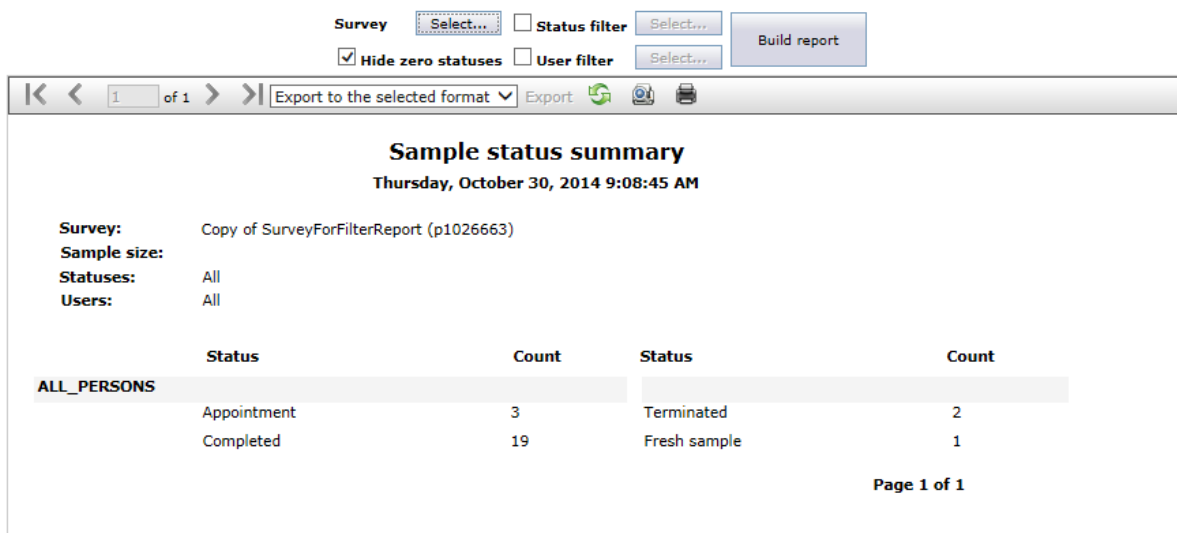 Survey Select... Status filter Select... Build report
Hide zero statuses User filter Select...
1 of 1 Export to the selected format Export
Sample status summary
Thursday, October 30, 2014 9:08:45 AM
Survey: Copy of SurveyForFilterReport (p1026663)
Sample size:
Statuses: All
Users: All
Status Count Status Count
ALL_PERSONS
Appointment 3 Terminated 2
Completed 19 Fresh sample 1
Page 1 of 1